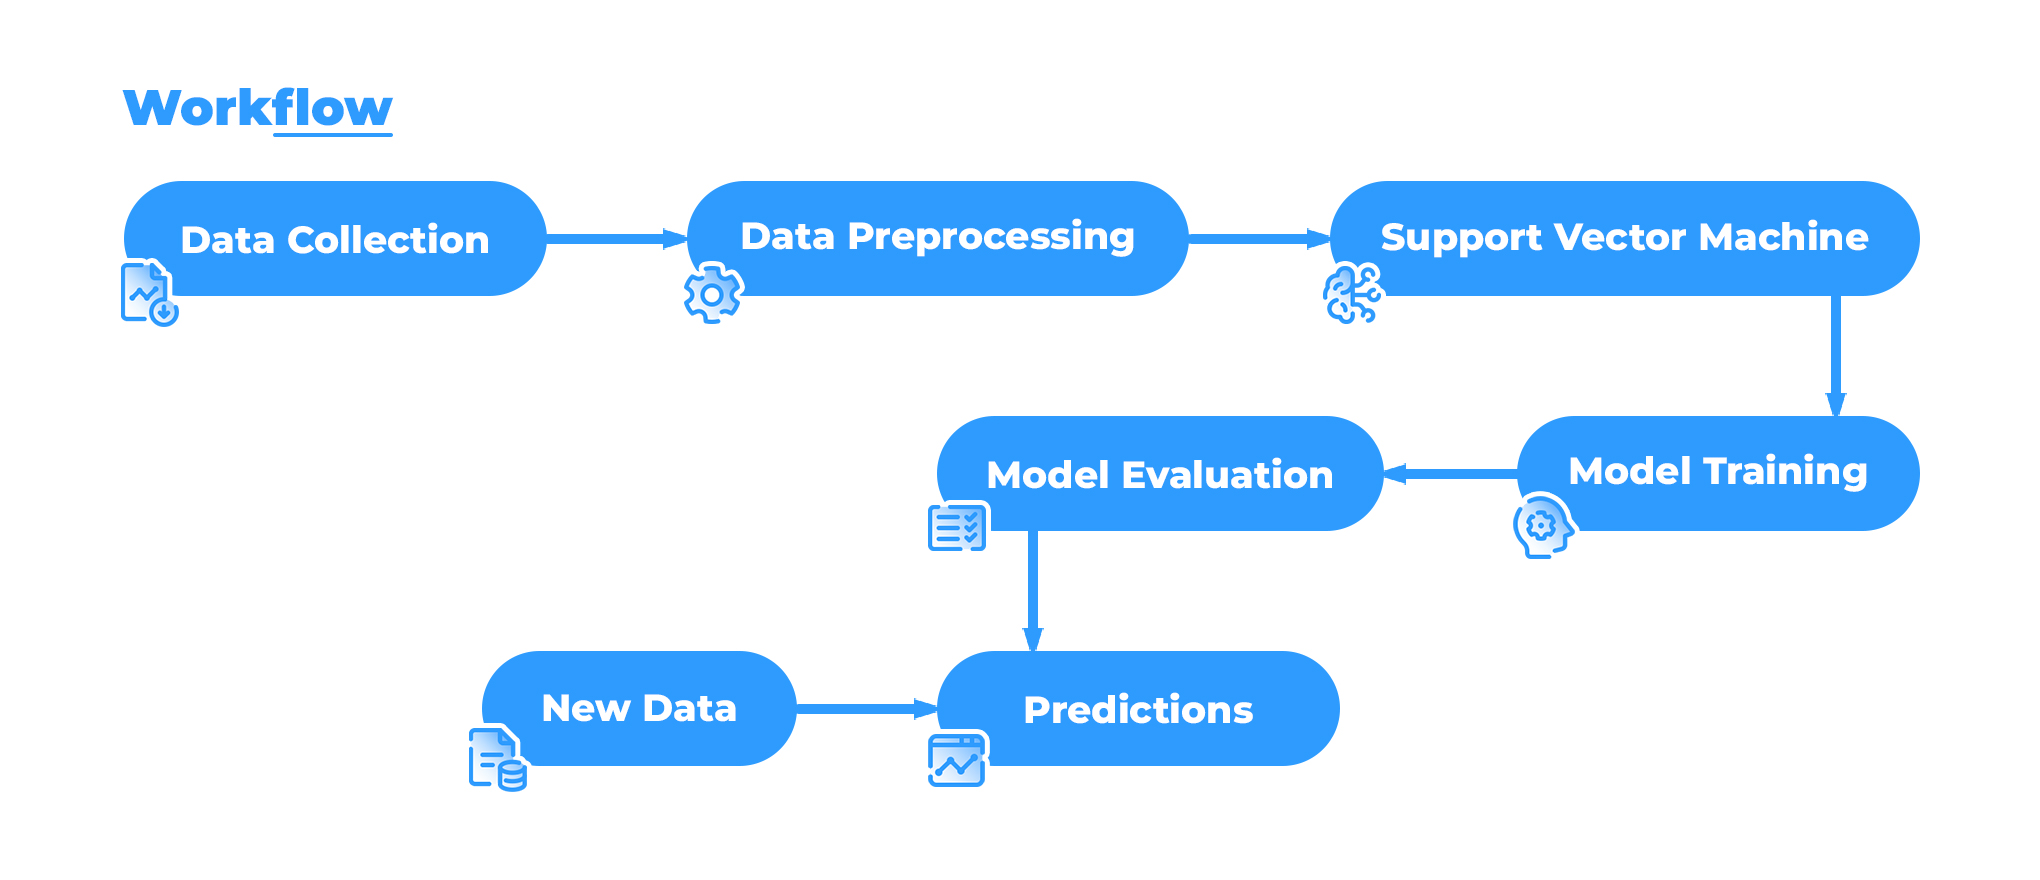 Workflow
Data Collection
Data Preprocessing
Support Vector Machine
Model Training
Model Evaluation
New Data
Predictions